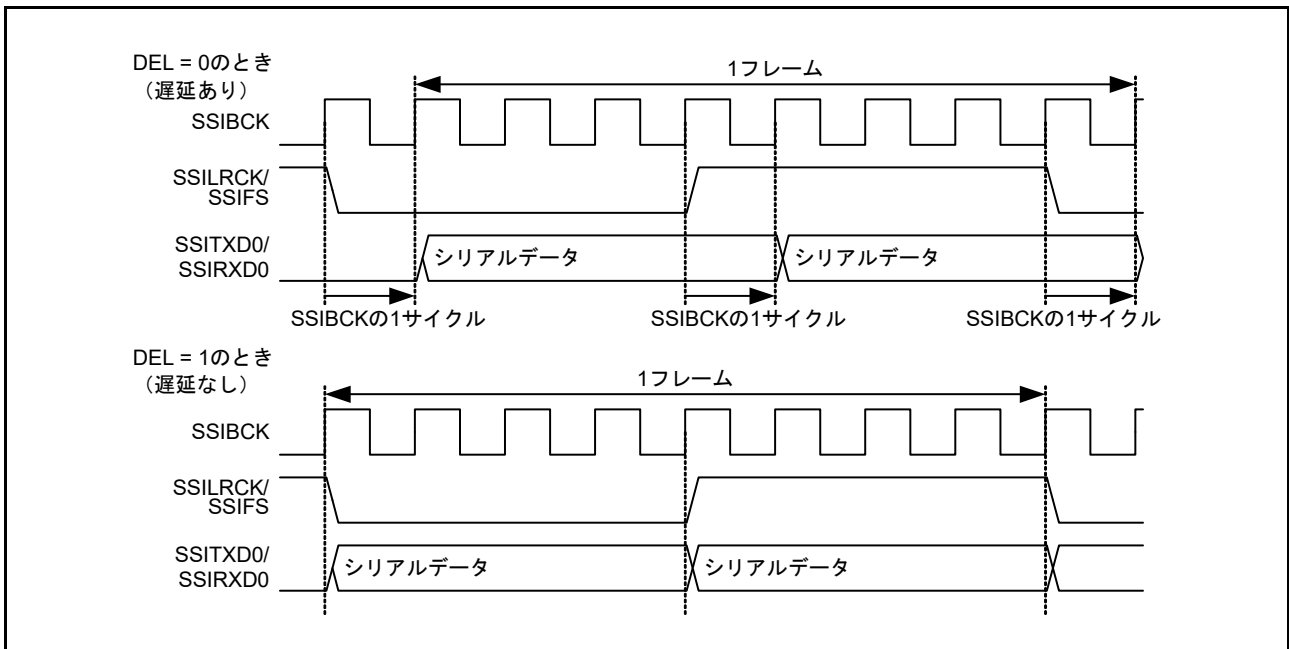 DEL = 0のとき
（遅延あり）
1フレーム
SSIBCK
SSILRCK/
SSIFS
SSITXD0/
SSIRXD0
シリアルデータ
シリアルデータ
SSIBCKの1サイクル
SSIBCKの1サイクル
SSIBCKの1サイクル
DEL = 1のとき
（遅延なし）
1フレーム
SSIBCK
SSILRCK/
SSIFS
SSITXD0/
SSIRXD0
シリアルデータ
シリアルデータ